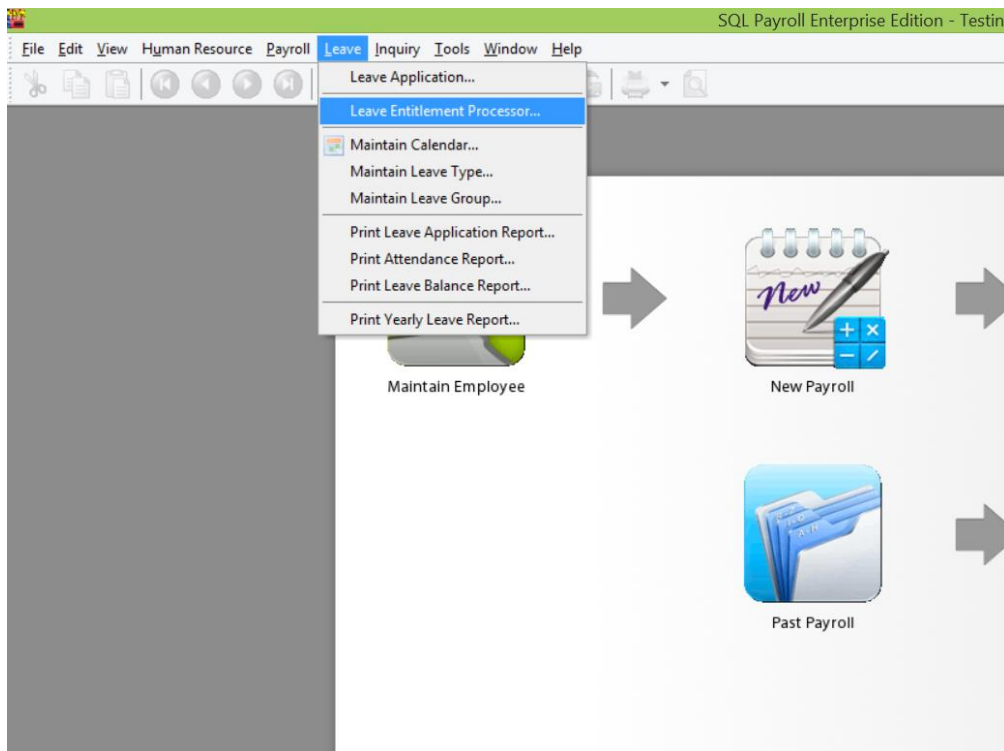 SQL Payroll Enterprise Edition - Testin
File Edit View Human Resource Payroll Leave Inquiry Tools Window Help
Leave Application...
Leave Entitlement Processor...
Maintain Calendar...
Maintain Leave Type...
Maintain Leave Group...
Print Leave Application Report...
Print Attendance Report...
Print Leave Balance Report...
Print Yearly Leave Report...
New
Maintain Employee
New Payroll
A-H
Past Payroll